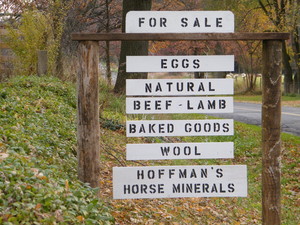 FOR SALE
EGGS
NATURAL
BEEF-LAMB
BAKED GOODS
WOOL
HOFFMAN'S
HORSE MINERALS